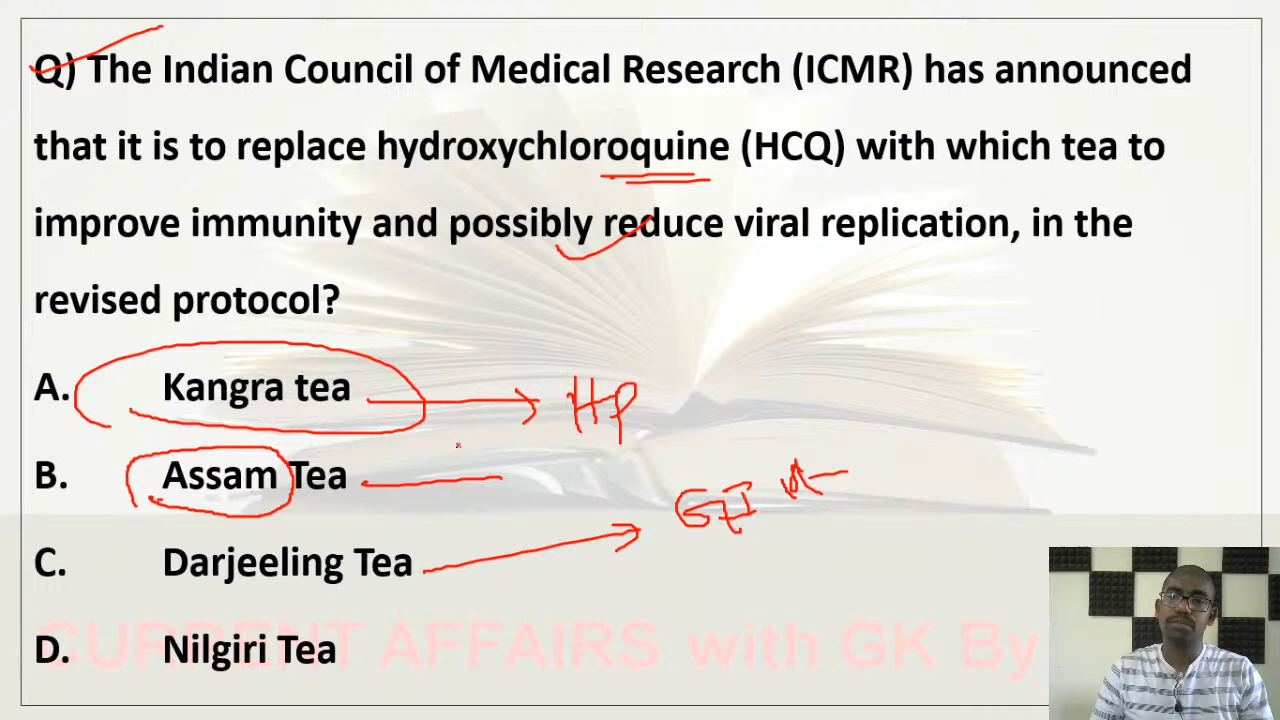 Q) The Indian Council of Medical Research (ICMR) has announced
that it is to replace hydroxychloroquine (HCQ) with which tea to
improve immunity and possibly reduce viral replication, in the
revised protocol?
A. Kangra tea
HP
B. Assam Tea
GI
C. Darjeeling Tea
D. Nilgiri Tea
CURRENT AFFAIRS with GK By